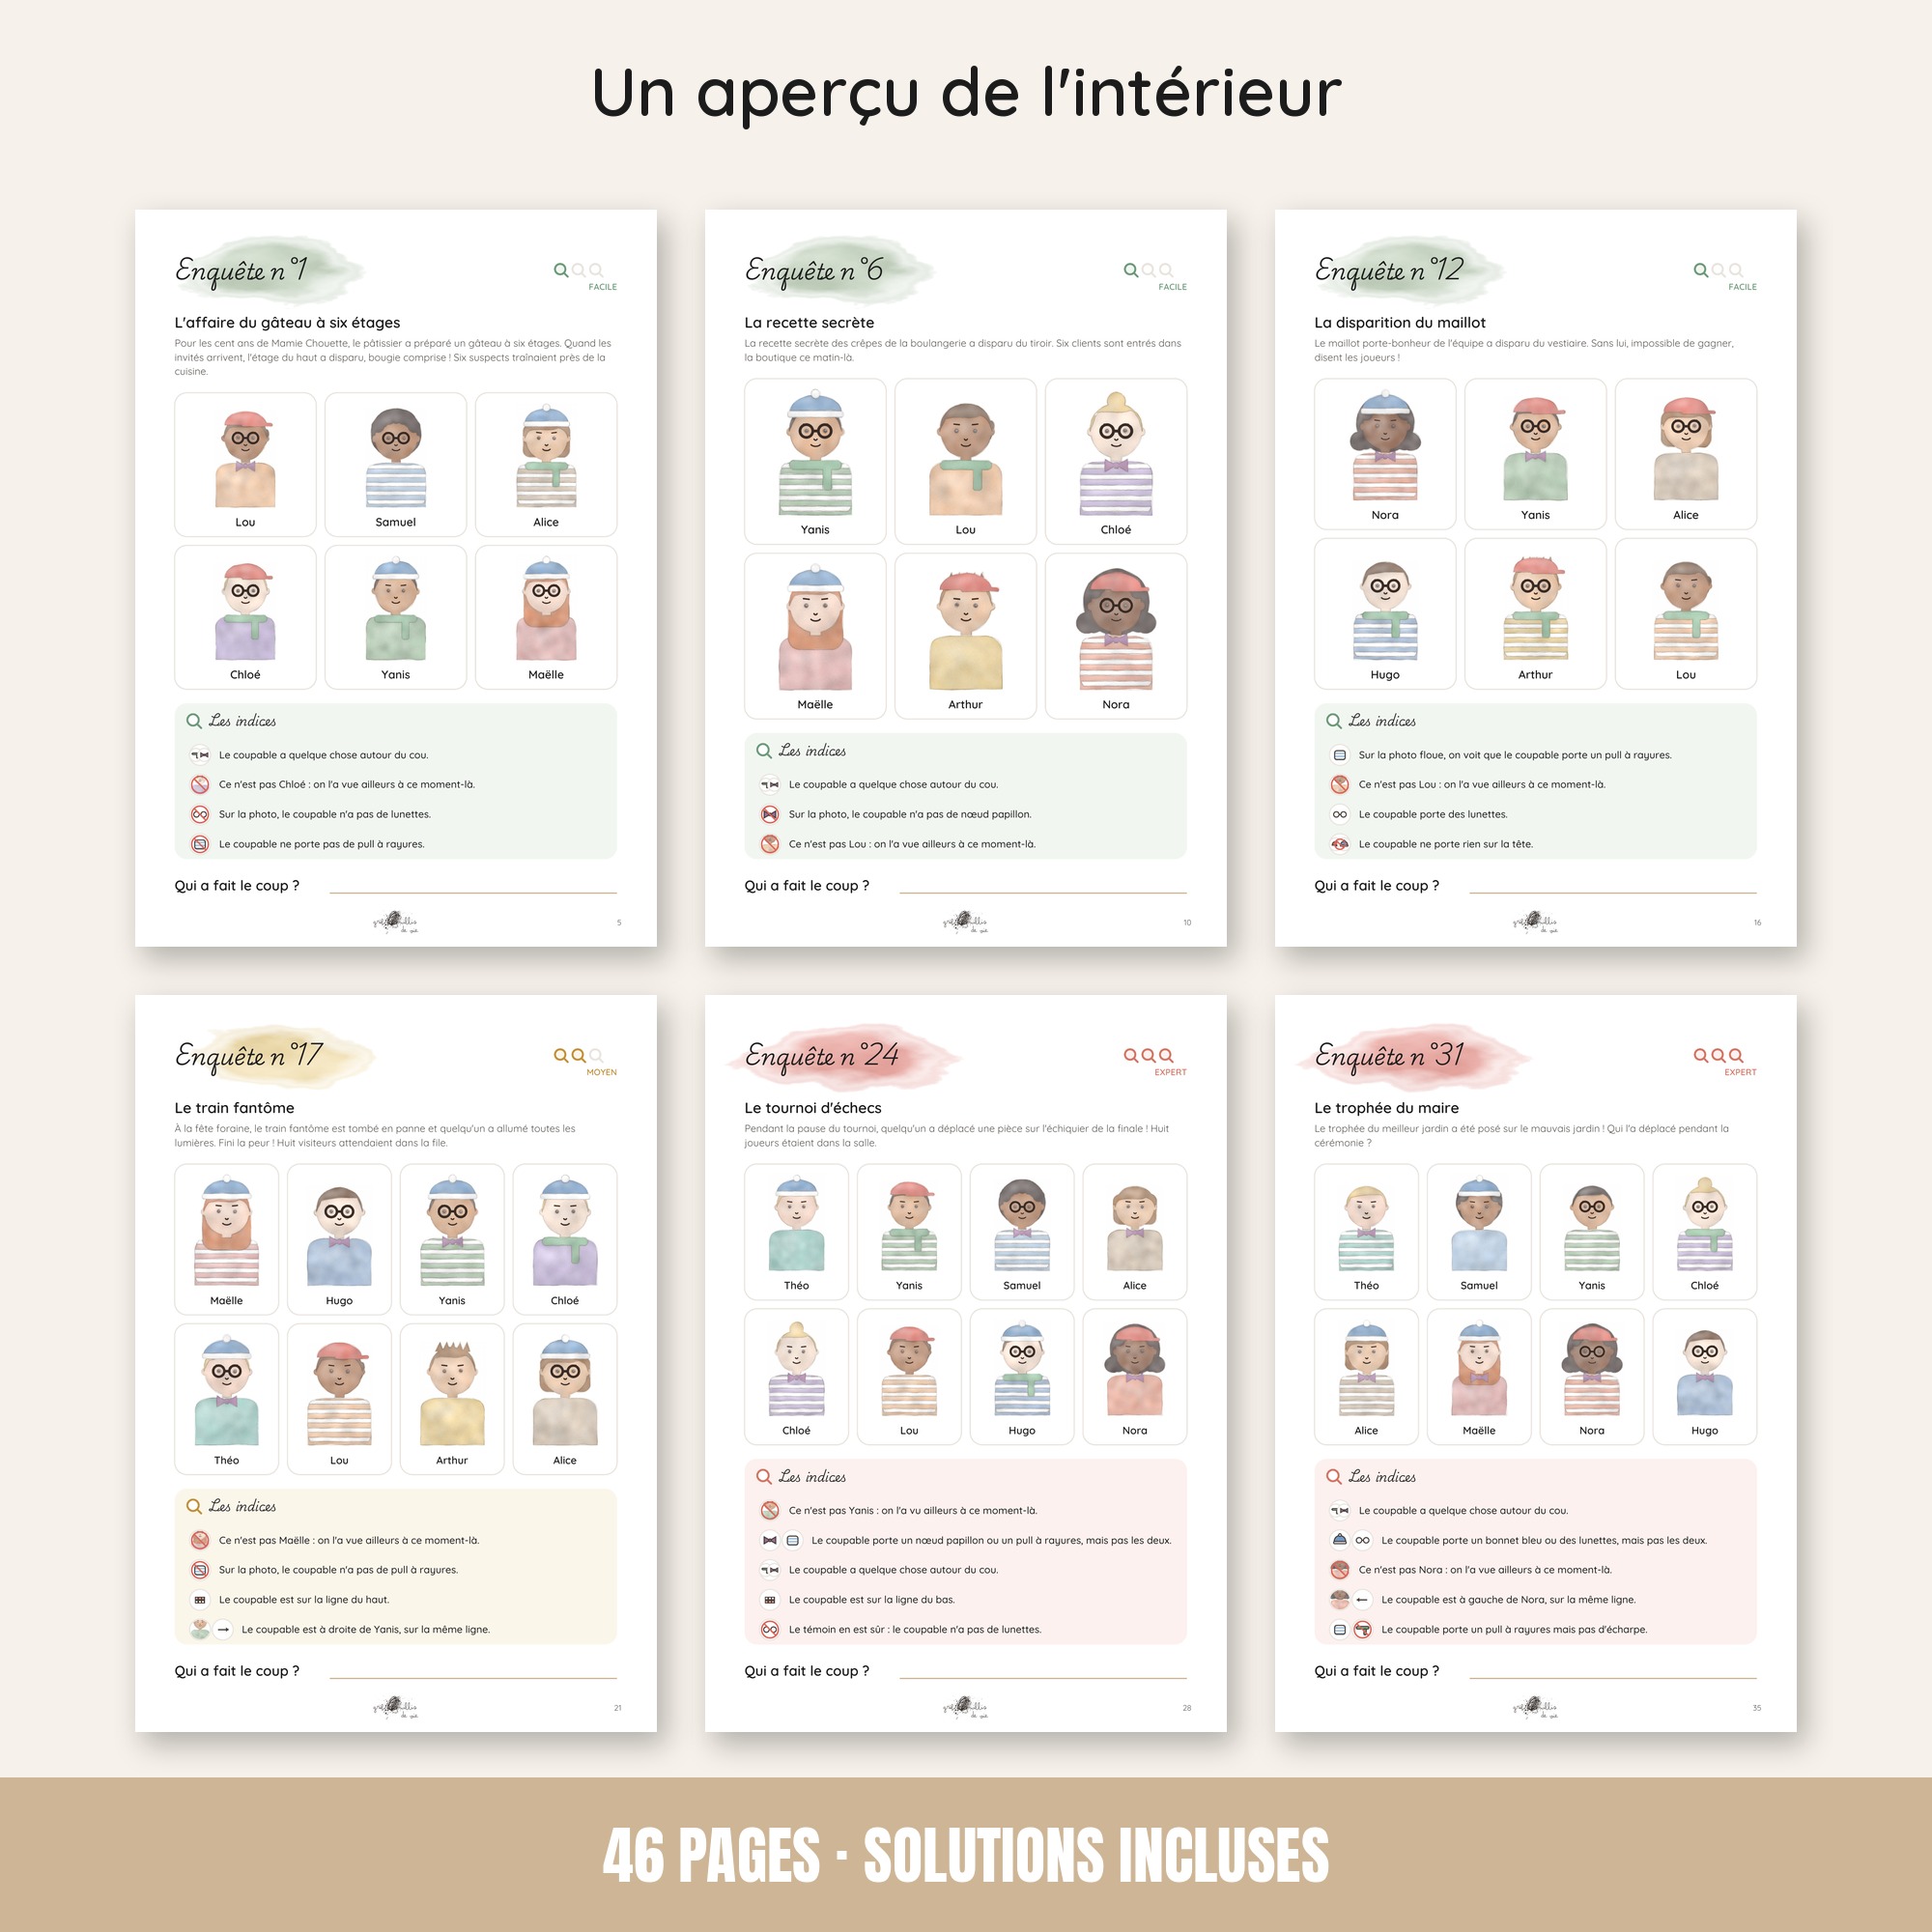 Un aperçu de l'intérieur
Enquête n°1
FACILE
L'affaire du gâteau à six étages
Pour les cent ans de Mamie Chouette, le pâtissier a préparé un gâteau à six étages. Quand les
invités arrivent, l'étage du haut a disparu, bougie comprise ! Six suspects traînaient près de la
cuisine.
Lou
Samuel
Alice
Chloé
Yanis
Maëlle
Les indices
Le coupable a quelque chose autour du cou.
Ce n'est pas Chloé : on l'a vue ailleurs à ce moment-là.
Sur la photo, le coupable n'a pas de lunettes.
Le coupable ne porte pas de pull à rayures.
Qui a fait le coup ?
5
Enquête n°6
FACILE
La recette secrète
La recette secrète des crêpes de la boulangerie a disparu du tiroir. Six clients sont entrés dans
la boutique ce matin-là.
Yanis
Lou
Chloé
Maëlle
Arthur
Nora
Les indices
Le coupable a quelque chose autour du cou.
Sur la photo, le coupable n'a pas de nœud papillon.
Ce n'est pas Lou : on l'a vue ailleurs à ce moment-là.
Qui a fait le coup ?
10
Enquête n°12
FACILE
La disparition du maillot
Le maillot porte-bonheur de l'équipe a disparu du vestiaire. Sans lui, impossible de gagner,
disent les joueurs !
Nora
Yanis
Alice
Hugo
Arthur
Lou
Les indices
Sur la photo floue, on voit que le coupable porte un pull à rayures.
Ce n'est pas Lou : on l'a vue ailleurs à ce moment-là.
Le coupable porte des lunettes.
Le coupable ne porte rien sur la tête.
Qui a fait le coup ?
16
Enquête n°17
MOYEN
Le train fantôme
À la fête foraine, le train fantôme est tombé en panne et quelqu'un a allumé toutes les
lumières. Fini la peur ! Huit visiteurs attendaient dans la file.
Maëlle
Hugo
Yanis
Chloé
Théo
Lou
Arthur
Alice
Les indices
Ce n'est pas Maëlle : on l'a vue ailleurs à ce moment-là.
Sur la photo, le coupable n'a pas de pull à rayures.
Le coupable est sur la ligne du haut.
Le coupable est à droite de Yanis, sur la même ligne.
Qui a fait le coup ?
21
Enquête n°24
EXPERT
Le tournoi d'échecs
Pendant la pause du tournoi, quelqu'un a déplacé une pièce sur l'échiquier de la finale ! Huit
joueurs étaient dans la salle.
Théo
Yanis
Samuel
Alice
Chloé
Lou
Hugo
Nora
Les indices
Ce n'est pas Yanis : on l'a vu ailleurs à ce moment-là.
Le coupable porte un nœud papillon ou un pull à rayures, mais pas les deux.
Le coupable a quelque chose autour du cou.
Le coupable est sur la ligne du bas.
Le témoin en est sûr : le coupable n'a pas de lunettes.
Qui a fait le coup ?
28
Enquête n°31
EXPERT
Le trophée du maire
Le trophée du meilleur jardin a été posé sur le mauvais jardin ! Qui l'a déplacé pendant la
cérémonie ?
Théo
Samuel
Yanis
Chloé
Alice
Maëlle
Nora
Hugo
Les indices
Le coupable a quelque chose autour du cou.
Le coupable porte un bonnet bleu ou des lunettes, mais pas les deux.
Ce n'est pas Nora : on l'a vue ailleurs à ce moment-là.
Le coupable est à gauche de Nora, sur la même ligne.
Le coupable porte un pull à rayures mais pas d'écharpe.
Qui a fait le coup ?
35
46 PAGES · SOLUTIONS INCLUSES